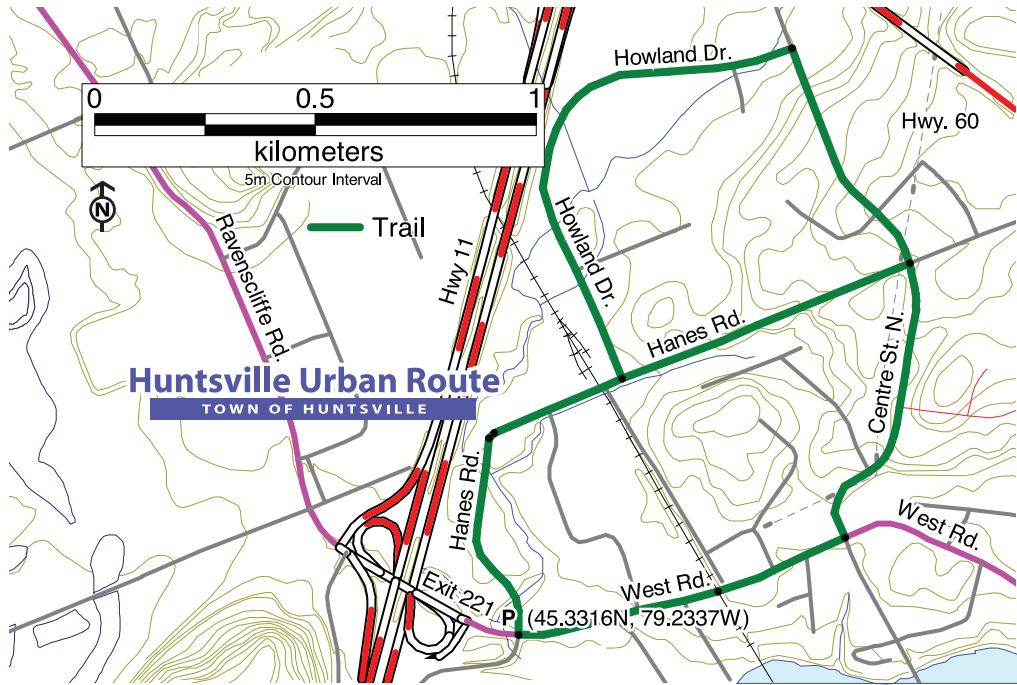 Howland Dr.
0 0.5 1
kilometers
5m Contour Interval
Hwy. 60
N
Trail
Ravenscliffe Rd.
Hwy 11
Howland Dr.
Hanes Rd.
Centre St. N.
Huntsville Urban Route
TOWN OF HUNTSVILLE
Hanes Rd.
West Rd.
Exit 221
West Rd.
P (45.3316N, 79.2337W)